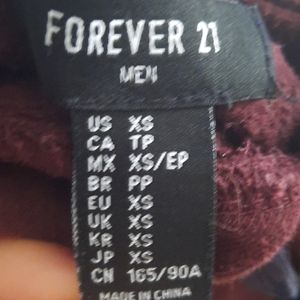 FOREVER 21
MEN
US XS
CA TP
MX XS/EP
BR PP
EU XS
UK XS
KR XS
JP XS
CN 165/90A
MADE IN CHINA